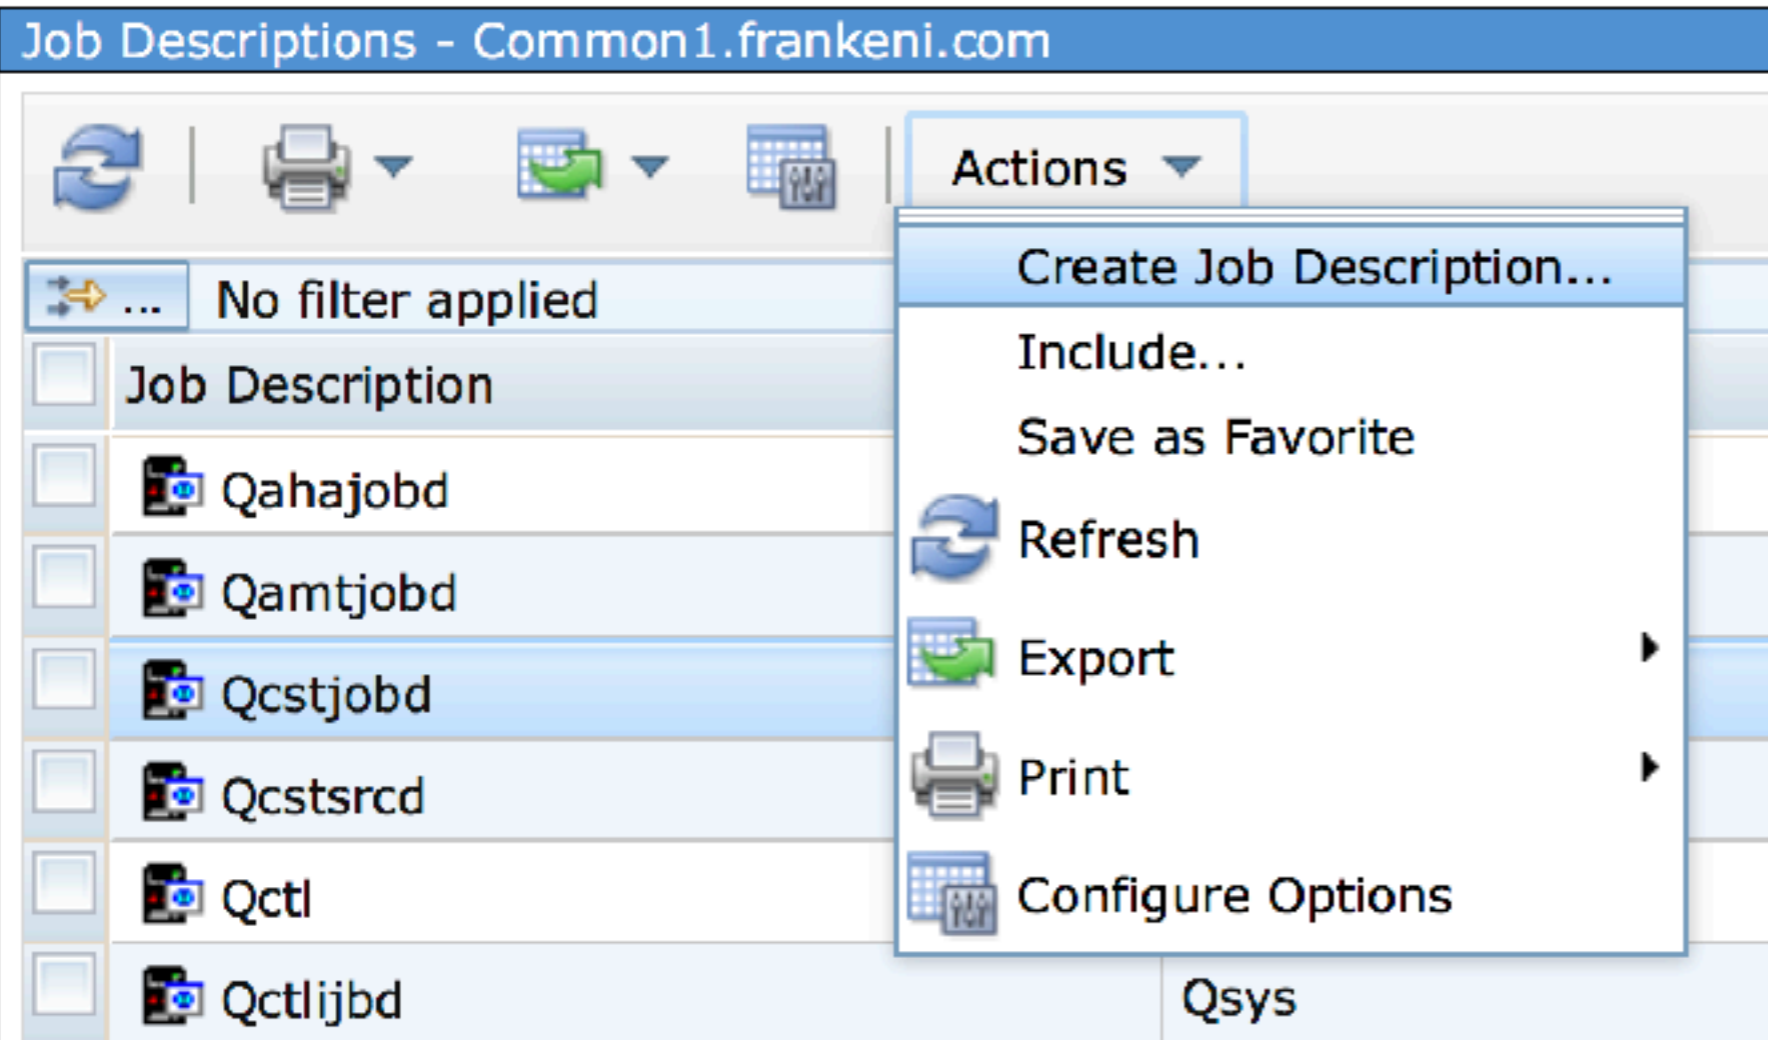 Job Descriptions - Common1.frankeni.com
Actions
Create Job Description...
... No filter applied
Include...
Job Description
Save as Favorite
Qahajobd
Refresh
Qamtjobd
Export
Qcstjobd
Print
Qcstsrcd
Configure Options
Qctl
Qctlijbd Qsys